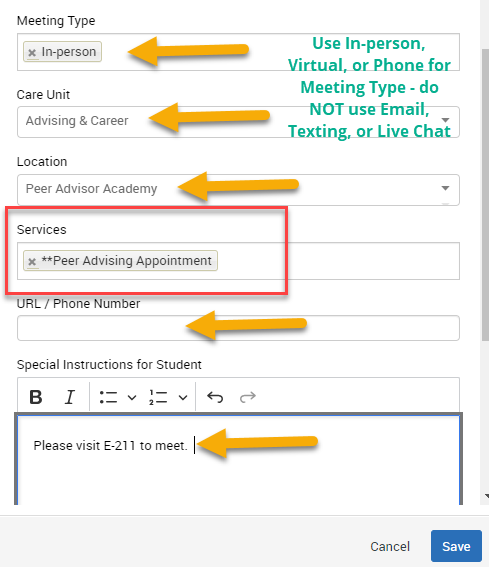 Meeting Type
× In-person
Use In-person,
Virtual, or Phone for
Meeting Type - do
NOT use Email,
Texting, or Live Chat
Care Unit
Advising & Career
Location
Peer Advisor Academy
Services
× **Peer Advising Appointment
URL / Phone Number
Special Instructions for Student
B I
Please visit E-211 to meet.
Cancel Save